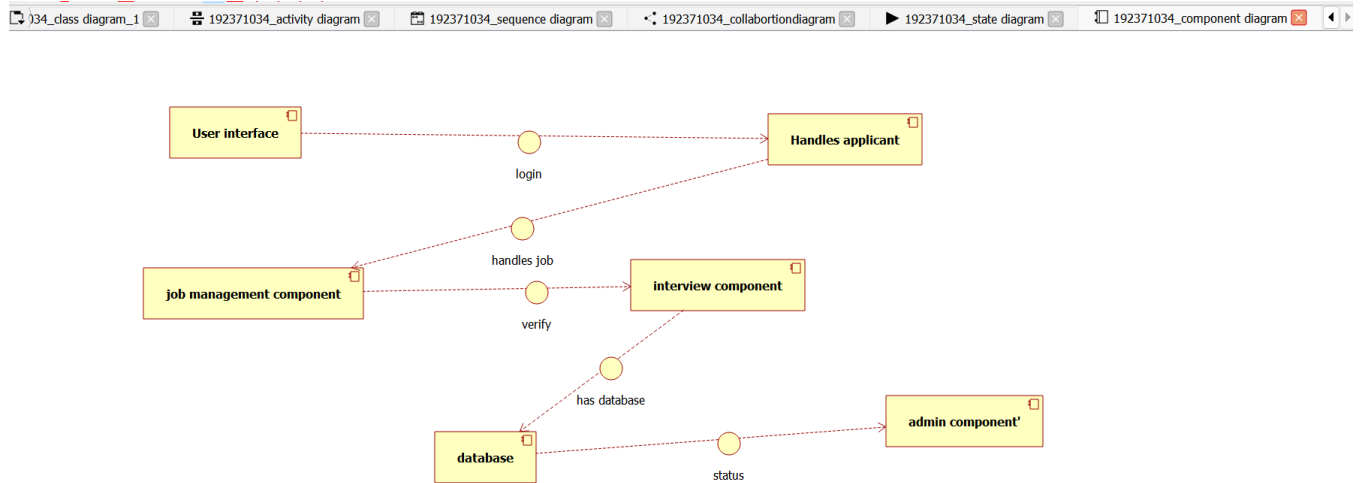 )34_class diagram_1
192371034_activity diagram
192371034_sequence diagram
192371034_collabortiondiagram
192371034_state diagram
192371034_component diagram
User interface
Handles applicant
login
handles job
job management component
interview component
verify
has database
admin component'
database
status